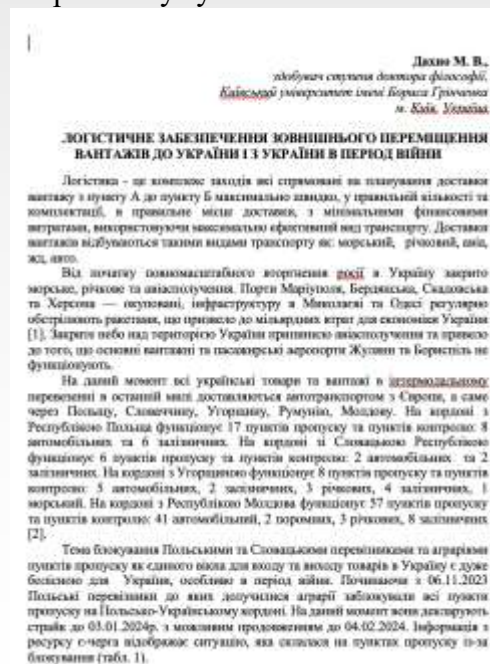 Дахно М. В.,
здобувач ступеня доктора філософії,
Київський університет імені Бориса Грінченка
м. Київ, Україна
ЛОГІСТИЧНЕ ЗАБЕЗПЕЧЕННЯ ЗОВНІШНЬОГО ПЕРЕМІЩЕННЯ
ВАНТАЖІВ ДО УКРАЇНИ І З УКРАЇНИ В ПЕРІОД ВІЙНИ
Логістика - це комплекс заходів які спрямовані на планування доставки
вантажу з пункту А до пункту Б максимально швидко, у правильній кількості та
комплектації, в правильне місце доставки, з мінімальними фінансовими
витратами, використовуючи максимально ефективний вид транспорту. Доставки
вантажів відбуваються такими видами транспорту як: морський, річковий, авіа,
жд, авто.
Від початку повномасштабного вторгнення росії в Україну закрито
морське, річкове та авіасполучення. Порти Маріуполя, Бердянська, Скадовська
та Херсона — окуповані, інфраструктуру в Миколаєві та Одесі регулярно
обстрілюють ракетами, що призвело до мільярдних втрат для економіки України
[1]. Закрите небо над територією України припинило авіасполучення та привело
до того, що основні вантажні та пасажирські аеропорти Жуляни та Бориспіль не
функціонують.
На даний момент всі українські товари та вантажі в інтермодальному
перевезенні в останній милі доставляються автотранспортом з Європи, а саме
через Польщу, Словаччину, Угорщину, Румунію, Молдову. На кордоні з
Республікою Польща функціонує 17 пунктів пропуску та пунктів контролю: 8
автомобільних та 6 залізничних. На кордоні зі Словацькою Республікою
функціонує 6 пунктів пропуску та пунктів контролю: 2 автомобільних та 2
залізничних. На кордоні з Угорщиною функціонує 8 пунктів пропуску та пунктів
контролю: 5 автомобільних, 2 залізничних, 3 річкових, 4 залізничних, 1
морський. На кордоні з Республікою Молдова функціонує 57 пунктів пропуску
та пунктів контролю: 41 автомобільний, 2 поромних, 3 річкових, 8 залізничних
[2].
Тема блокування Польськими та Словацькими перевізниками та аграріями
пунктів пропуску як єдиного вікна для входу та виходу товарів в Україну є дуже
болісною для України, особливо в період війни. Починаючи з 06.11.2023
Польські перевізники до яких долучилися аграрії заблокували всі пункти
пропуску на Польсько-Українському кордоні. На даний момент вони декларують
страйк до 03.01.2024р. з можливим продовженням до 04.02.2024. Інформація з
ресурсу є-черга відображає ситуацію, яка склалася на пунктах пропуску із-за
блокування (табл. 1).